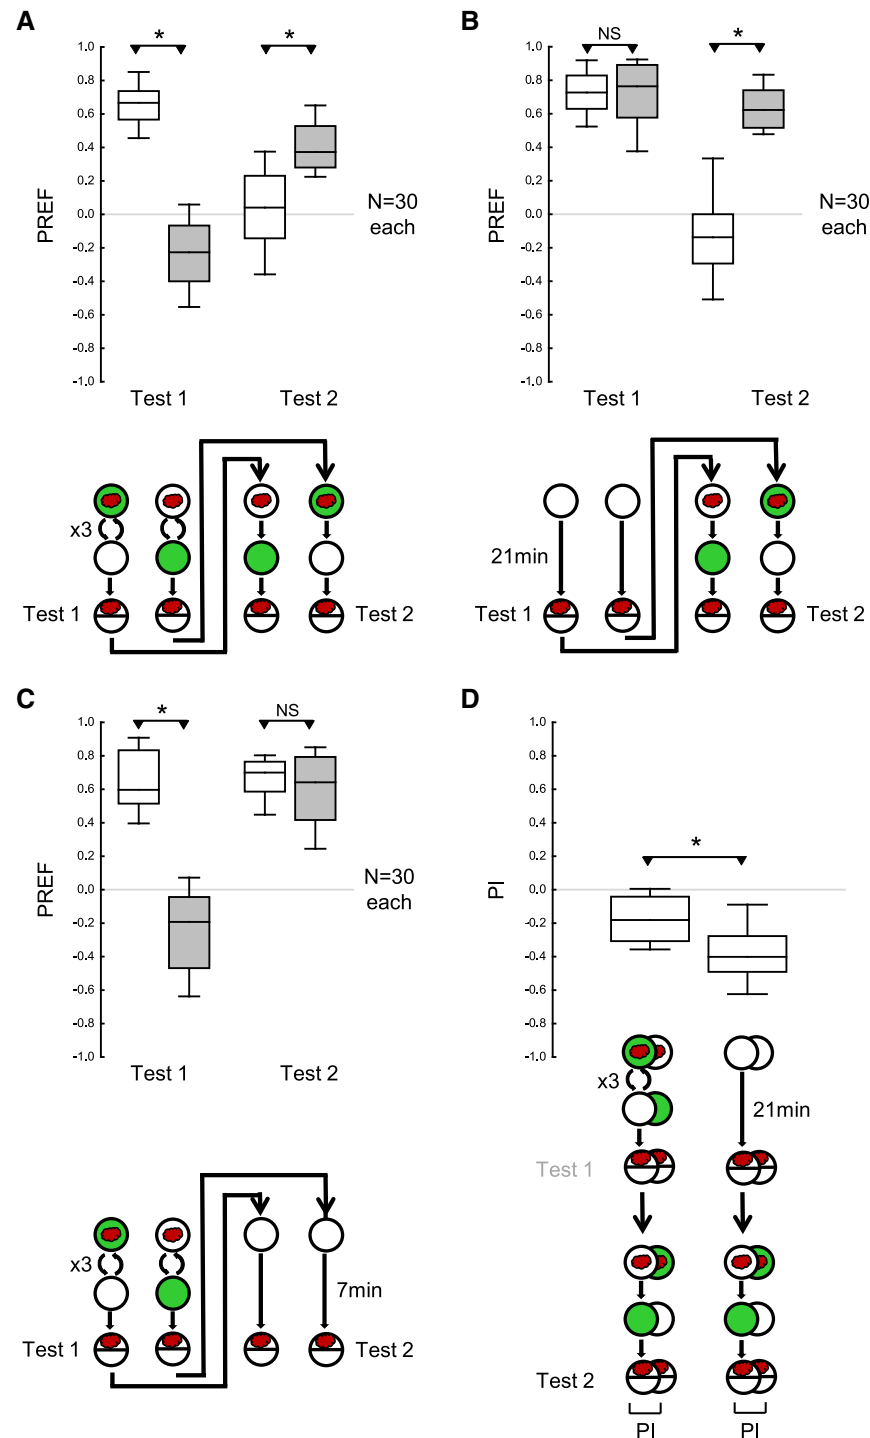 A
1.0
0.8
0.6
0.4
0.2
0.0
-0.2
-0.4
-0.6
-0.8
-1.0
PREF
*
*
N=30
each
Test 1
Test 2
x3
Test 1
Test 2
B
1.0
0.8
0.6
0.4
0.2
0.0
-0.2
-0.4
-0.6
-0.8
-1.0
PREF
NS
*
N=30
each
Test 1
Test 2
21min
Test 1
Test 2
C
1.0
0.8
0.6
0.4
0.2
0.0
-0.2
-0.4
-0.6
-0.8
-1.0
PREF
*
NS
N=30
each
Test 1
Test 2
x3
7min
Test 1
Test 2
D
1.0
0.8
0.6
0.4
0.2
0.0
-0.2
-0.4
-0.6
-0.8
-1.0
PI
*
x3
21min
Test 1
Test 2
PI
PI